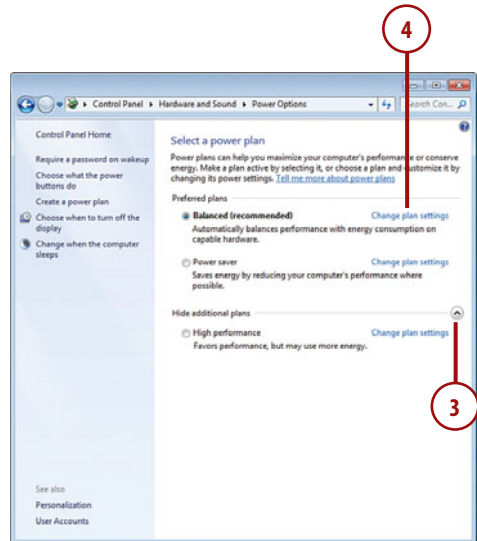 4
Control Panel ▸ Hardware and Sound ▸ Power Options
Search Con...
Control Panel Home
Require a password on wakeup
Choose what the power
buttons do
Create a power plan
Choose when to turn off the
display
Change when the computer
sleeps
See also
Personalization
User Accounts
Select a power plan
Power plans can help you maximize your computer's performance or conserve
energy. Make a plan active by selecting it, or choose a plan and customize it by
changing its power settings. Tell me more about power plans
Preferred plans
Balanced (recommended) Change plan settings
Automatically balances performance with energy consumption on
capable hardware.
Power saver Change plan settings
Saves energy by reducing your computer's performance where
possible.
Hide additional plans
High performance Change plan settings
Favors performance, but may use more energy.
3